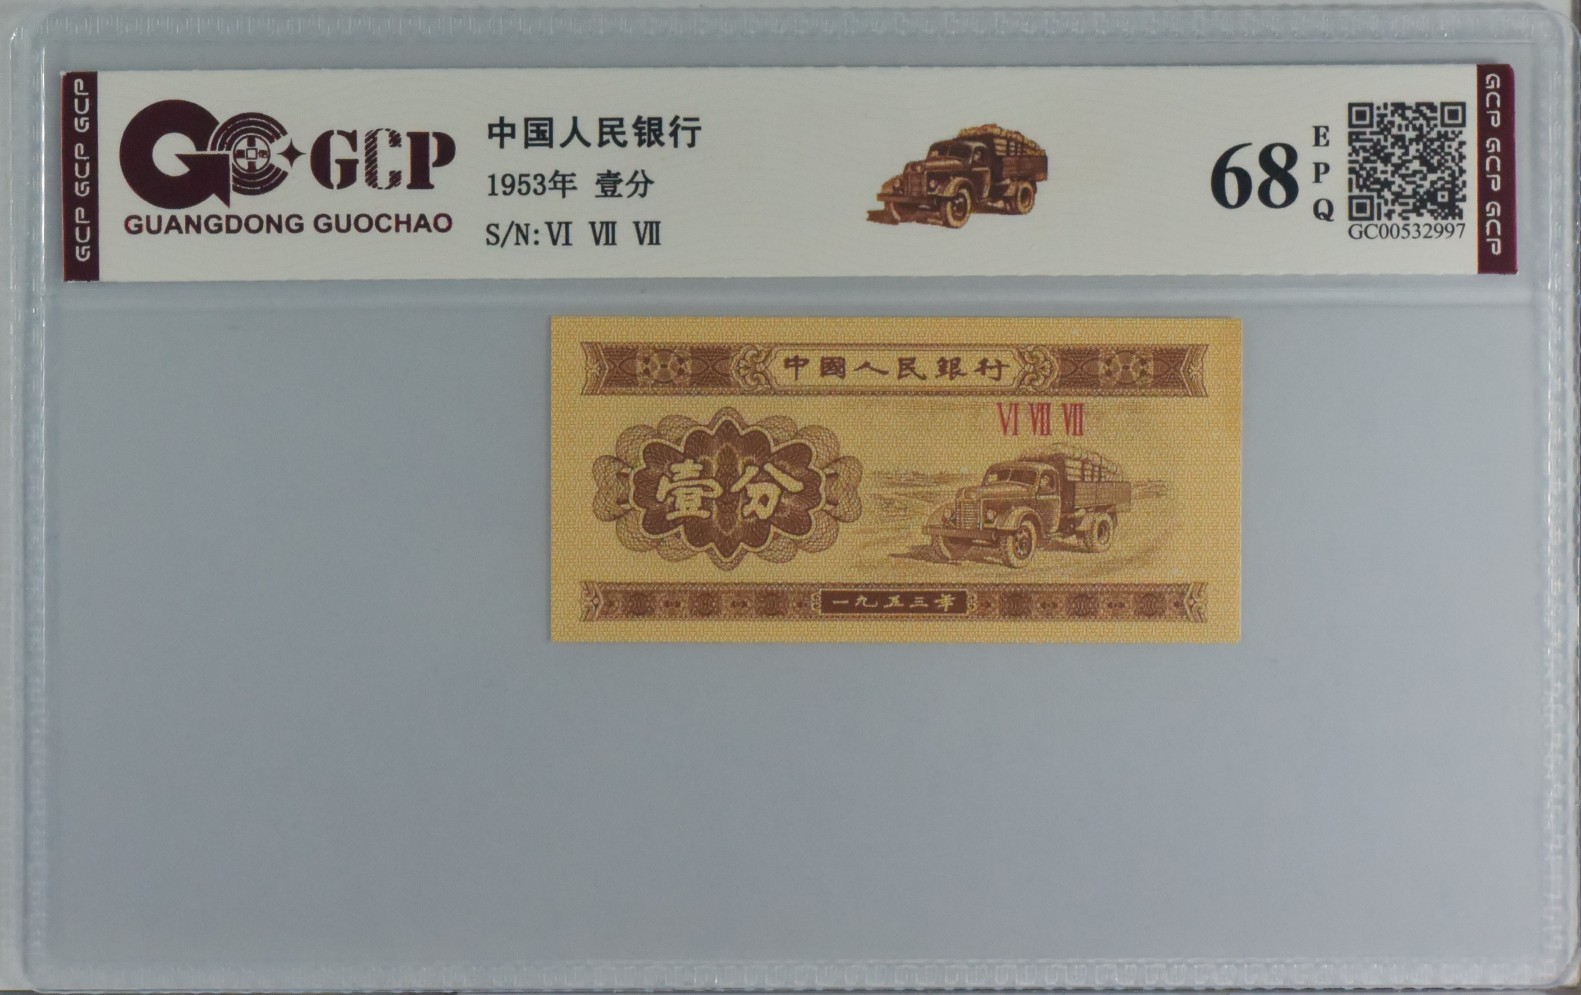 GCP GCP GCP
GCP
GUANGDONG GUOCHAO
中国人民银行
1953年 壹分
S/N:Ⅵ Ⅶ Ⅶ
68
EPQ
GC00532997
GCP GCP GCP
中國人民銀行
Ⅵ Ⅶ Ⅶ
壹分
一九五三年